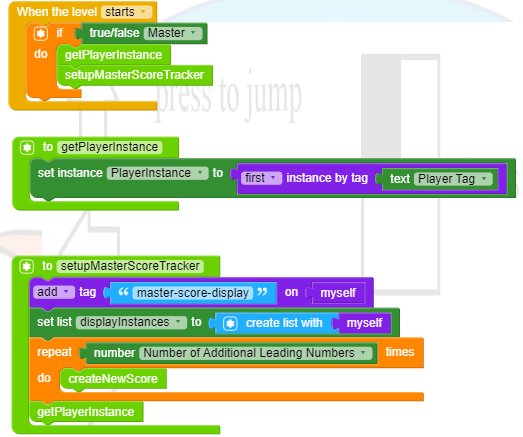 When the level starts
if true/false Master
do getPlayerInstance
setupMasterScoreTracker
press to jump
to getPlayerInstance
set instance PlayerInstance to first instance by tag text Player Tag
to setupMasterScoreTracker
add tag “ master-score-display ” on myself
set list displayInstances to create list with myself
repeat number Number of Additional Leading Numbers times
do createNewScore
getPlayerInstance